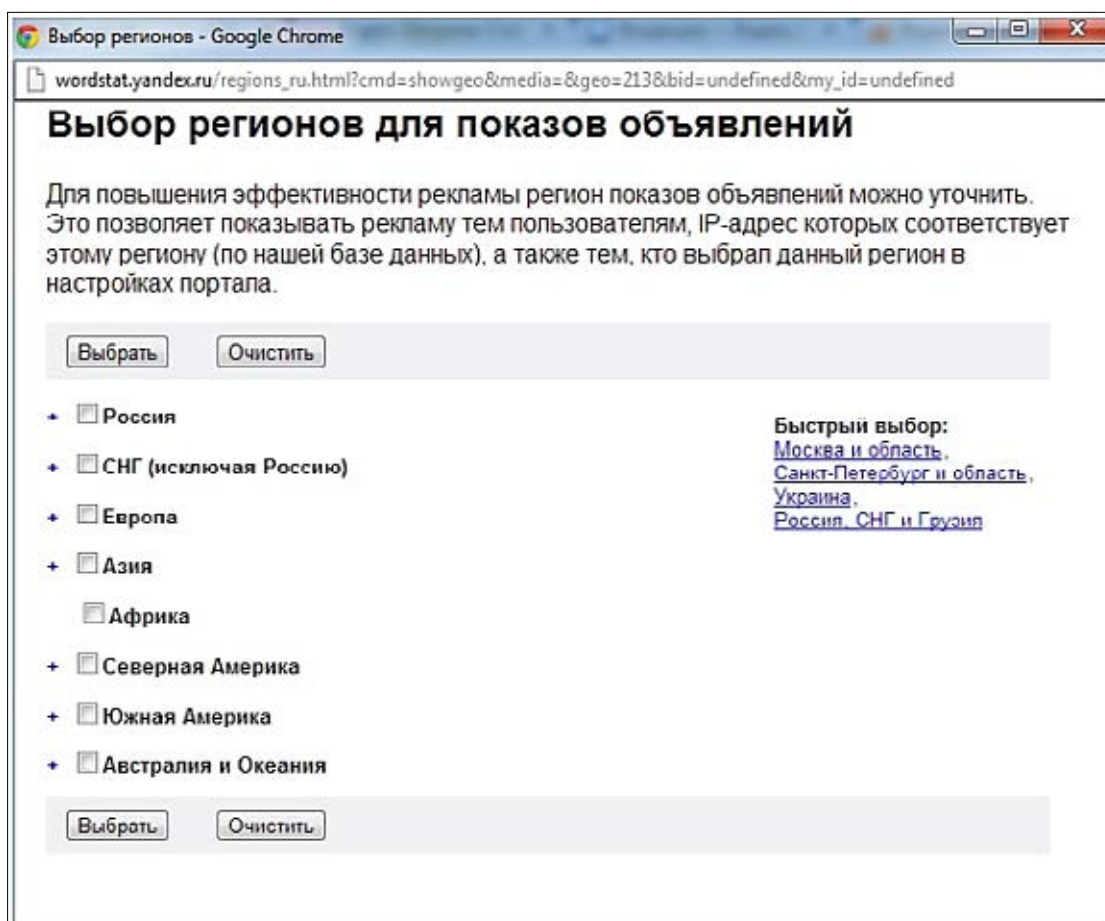 Выбор регионов - Google Chrome
wordstat.yandex.ru/regions_ru.html?cmd=showgeo&media=&geo=213&bid=undefined&my_id=undefined
Выбор регионов для показов объявлений
Для повышения эффективности рекламы регион показов объявлений можно уточнить.
Это позволяет показывать рекламу тем пользователям, IP-адрес которых соответствует
этому региону (по нашей базе данных), а также тем, кто выбрал данный регион в
настройках портала.
Выбрать Очистить
+ Россия
+ СНГ (исключая Россию)
+ Европа
+ Азия
Африка
+ Северная Америка
+ Южная Америка
+ Австралия и Океания
Быстрый выбор:
Москва и область,
Санкт-Петербург и область,
Украина,
Россия, СНГ и Грузия
Выбрать Очистить